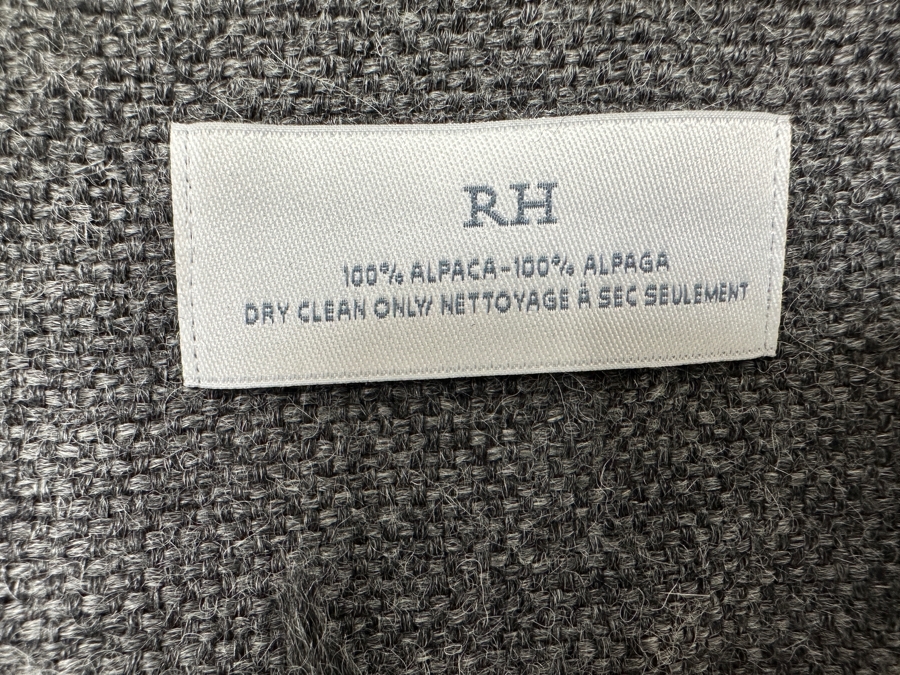 RH
100% ALPACA-100% ALPAGA
DRY CLEAN ONLY/ NETTOYAGE À SEC SEULEMENT